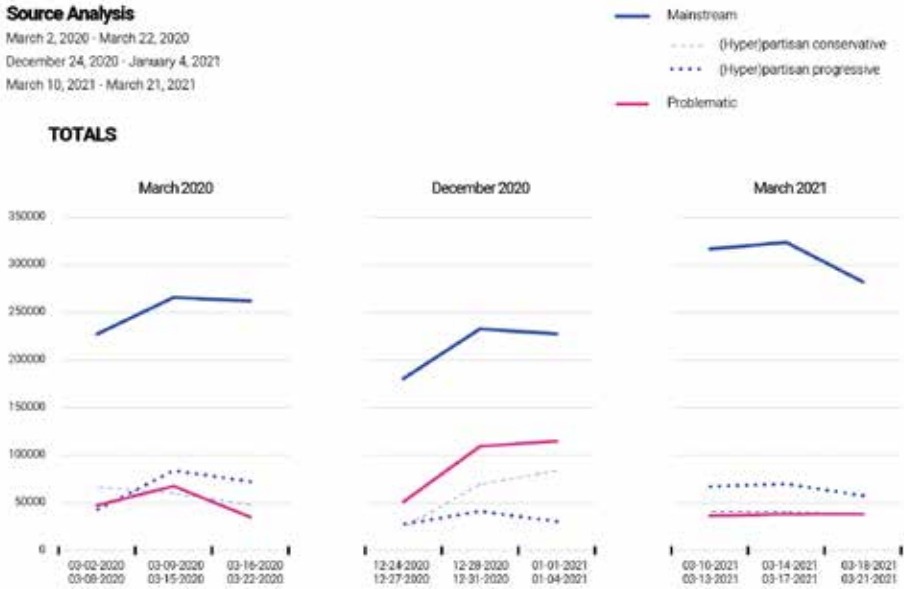 Source Analysis
March 2, 2020 - March 22, 2020
December 24, 2020 - January 4, 2021
March 10, 2021 - March 21, 2021
Mainstream
(Hyper)partisan conservative
(Hyper)partisan progressive
Problematic
TOTALS
March 2020
December 2020
March 2021
350000
300000
250000
200000
150000
100000
50000
0
03-02-2020 03-09-2020 03-16-2020
03-08-2020 03-15-2020 03-22-2020
12-24-2020 12-28-2020 01-01-2021
12-27-2020 12-31-2020 01-04-2021
03-10-2021 03-14-2021 03-18-2021
03-13-2021 03-17-2021 03-21-2021